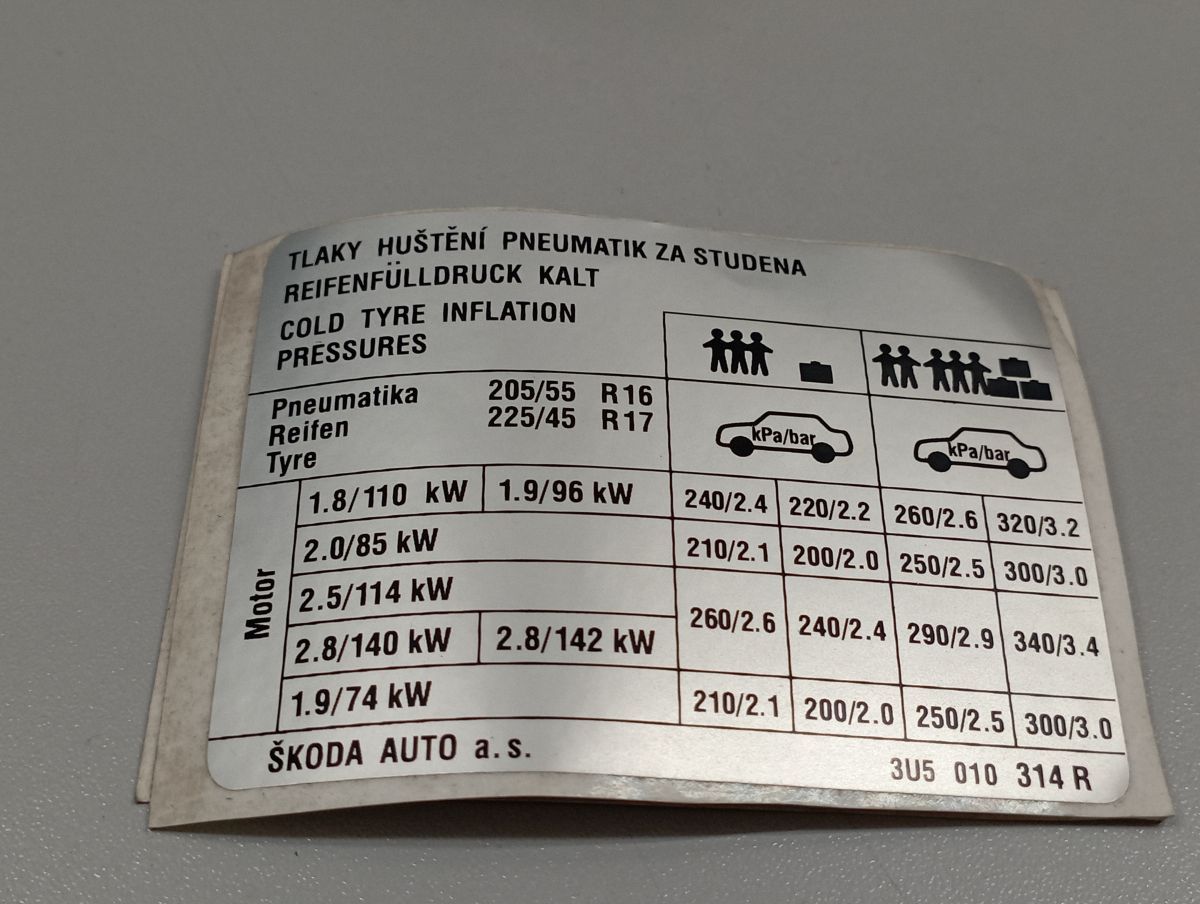 TLAKY HUŠTĚNÍ PNEUMATIK ZA STUDENA
REIFENFÜLLDRUCK KALT
COLD TYRE INFLATION
PRESSURES
Pneumatika 205/55 R16
Reifen 225/45 R17
Tyre
kPa/bar kPa/bar
Motor
1.8/110 kW 1.9/96 kW 240/2.4 220/2.2 260/2.6 320/3.2
2.0/85 kW 210/2.1 200/2.0 250/2.5 300/3.0
2.5/114 kW
260/2.6 240/2.4 290/2.9 340/3.4
2.8/140 kW 2.8/142 kW
1.9/74 kW 210/2.1 200/2.0 250/2.5 300/3.0
ŠKODA AUTO a.s. 3U5 010 314 R